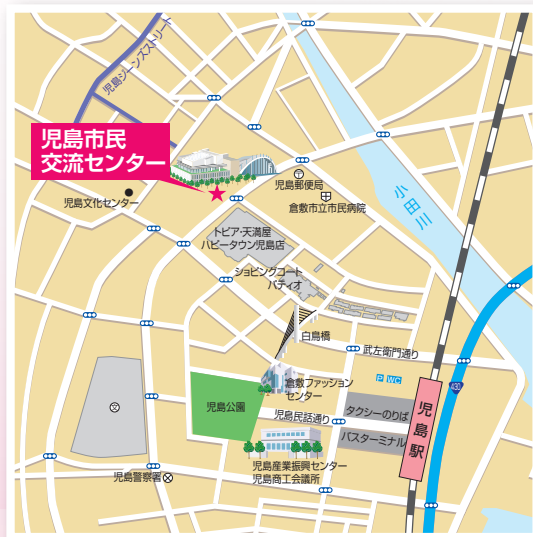 児島ジーンズストリート
児島市民
交流センター
児島文化センター
児島郵便局
倉敷市立市民病院
小田川
トピア・天満屋
ハピータウン児島店
ショピングコート
パティオ
白鳥橋
武左衛門通り
P WC
430
倉敷ファッション
センター
児島公園
児島民話通り
タクシーのりば
バスターミナル
児島駅
児島産業振興センター
児島商工会議所
児島警察署
文